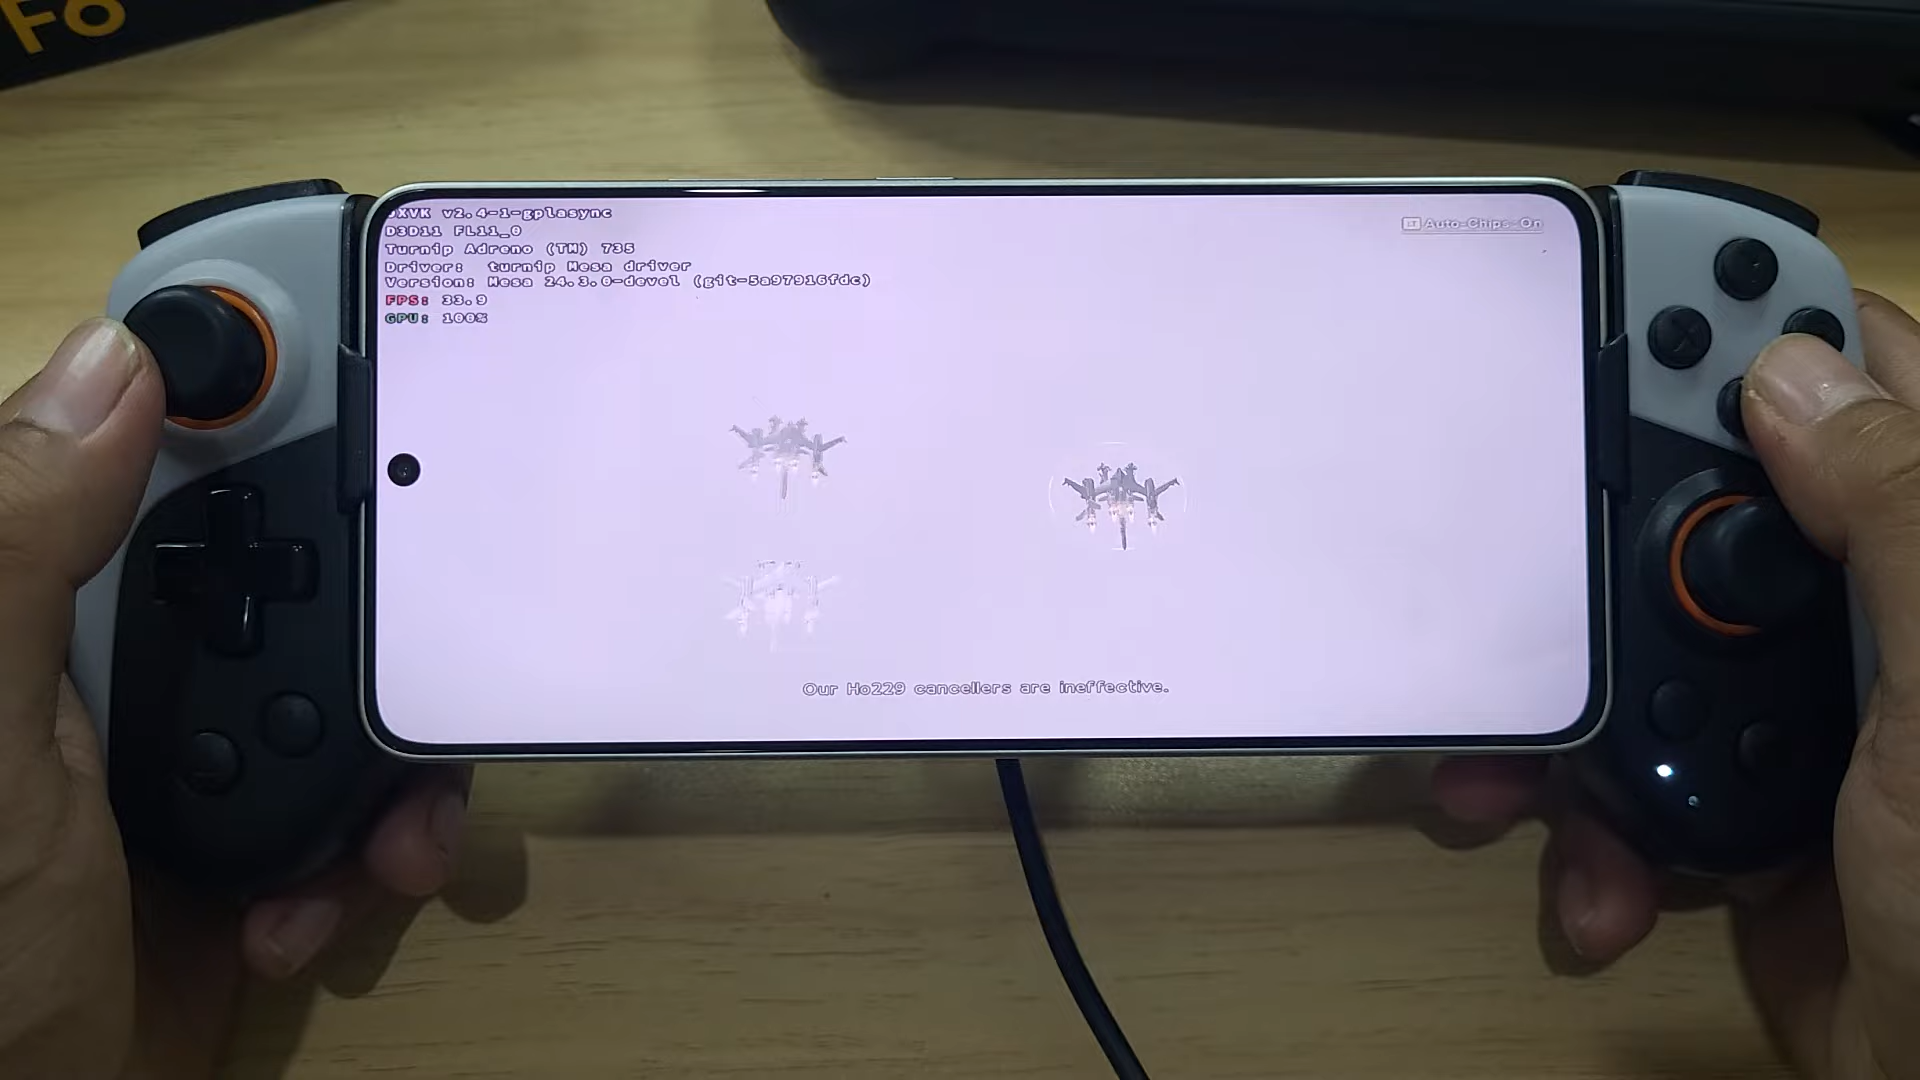 F6
DXVK v2.4-1-gplasync
D3D11 FL11_0
Turnip Adreno (TM) 735
Driver: turnip Mesa driver
Version: Mesa 24.3.0-devel (git-5a97916fdc)
FPS: 33.9
GPU: 100%
Auto-Chips On
X
Our Ho229 cancellers are ineffective.